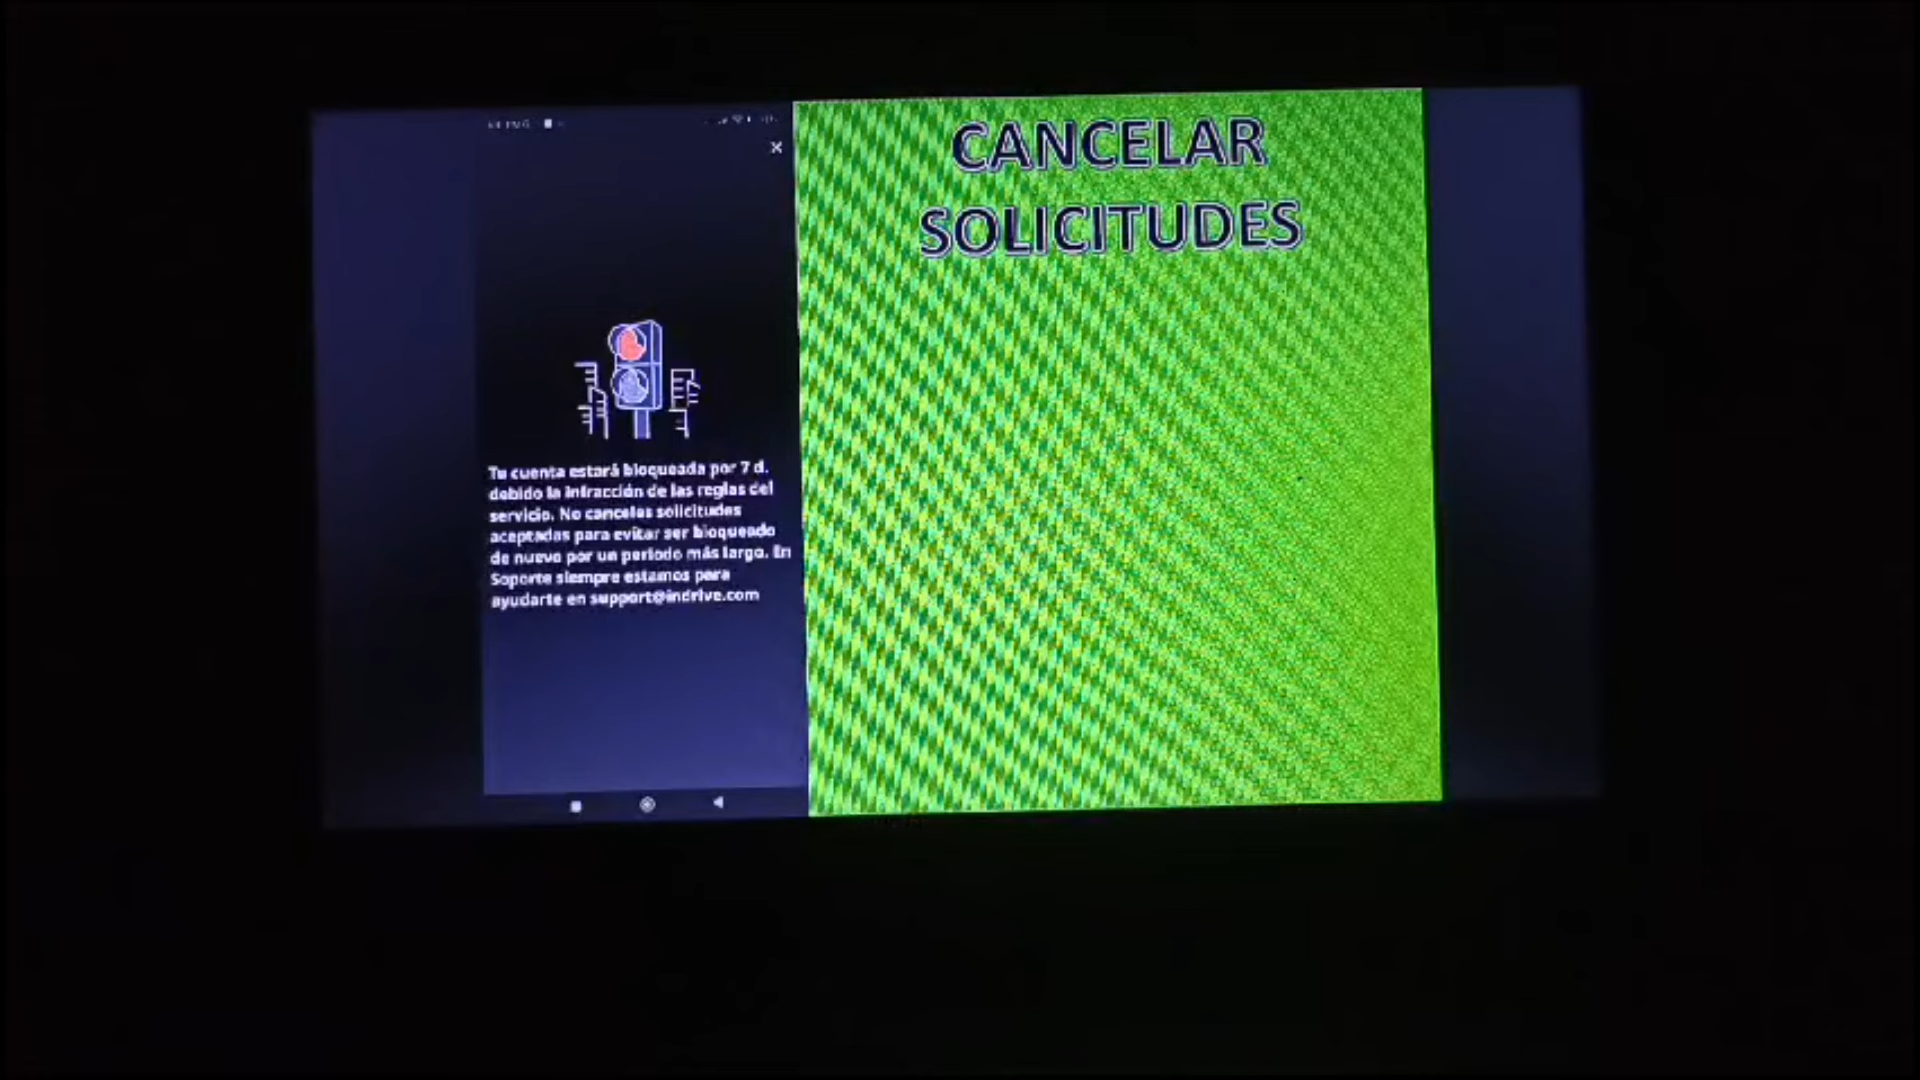 Tu cuenta estará bloqueada por 7 d.
debido la infracción de las reglas del
servicio. No canceles solicitudes
aceptadas para evitar ser bloqueado
de nuevo por un periodo más largo. En
Soporte siempre estamos para
ayudarte en support@indrive.com
CANCELAR
SOLICITUDES